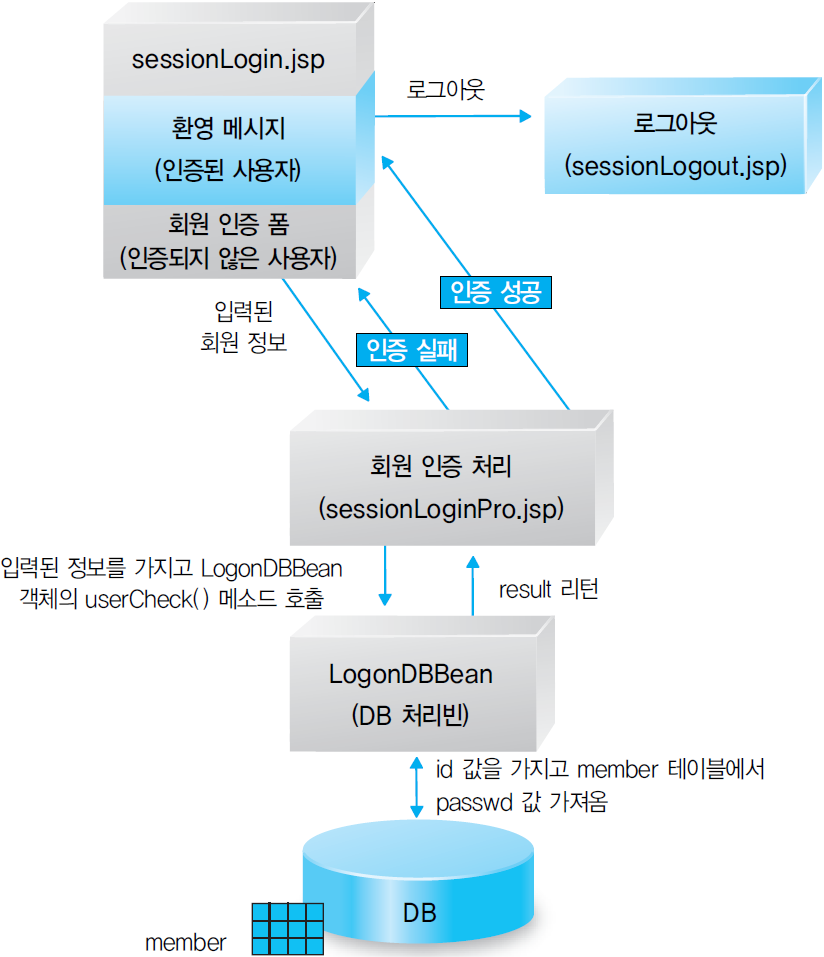 sessionLogin.jsp
환영 메시지
(인증된 사용자)
회원 인증 폼
(인증되지 않은 사용자)
로그아웃
로그아웃
(sessionLogout.jsp)
입력된
회원 정보
인증 성공
인증 실패
회원 인증 처리
(sessionLoginPro.jsp)
입력된 정보를 가지고 LogonDBBean
객체의 userCheck() 메소드 호출
result 리턴
LogonDBBean
(DB 처리빈)
id 값을 가지고 member 테이블에서
passwd 값 가져옴
DB
member